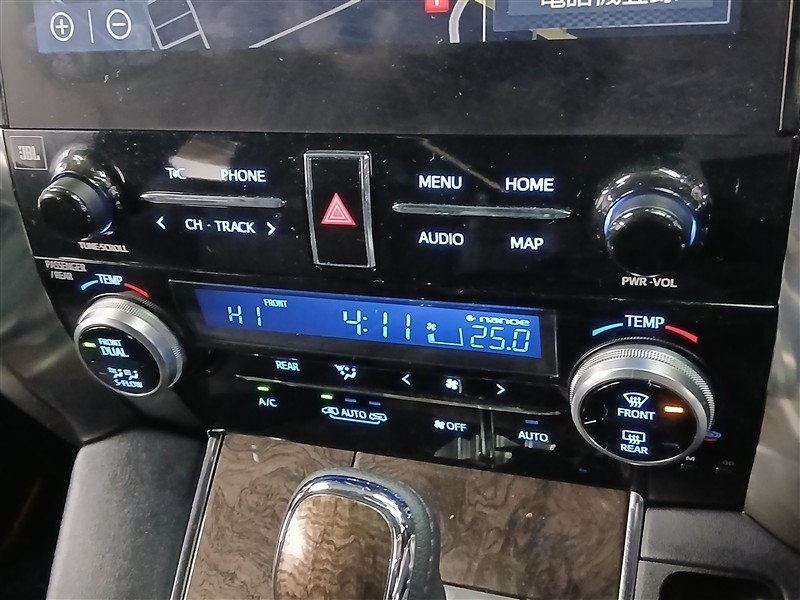 JBL
T·C PHONE
CH · TRACK
TUNE·SCROLL
MENU HOME
AUDIO MAP
PWR·VOL
PASSENGER
/REAR
TEMP
FRONT
DUAL
S-FLOW
HI FRONT 4:11 nanoe 25.0
REAR
A/C
AUTO
OFF
AUTO
TEMP
FRONT
REAR